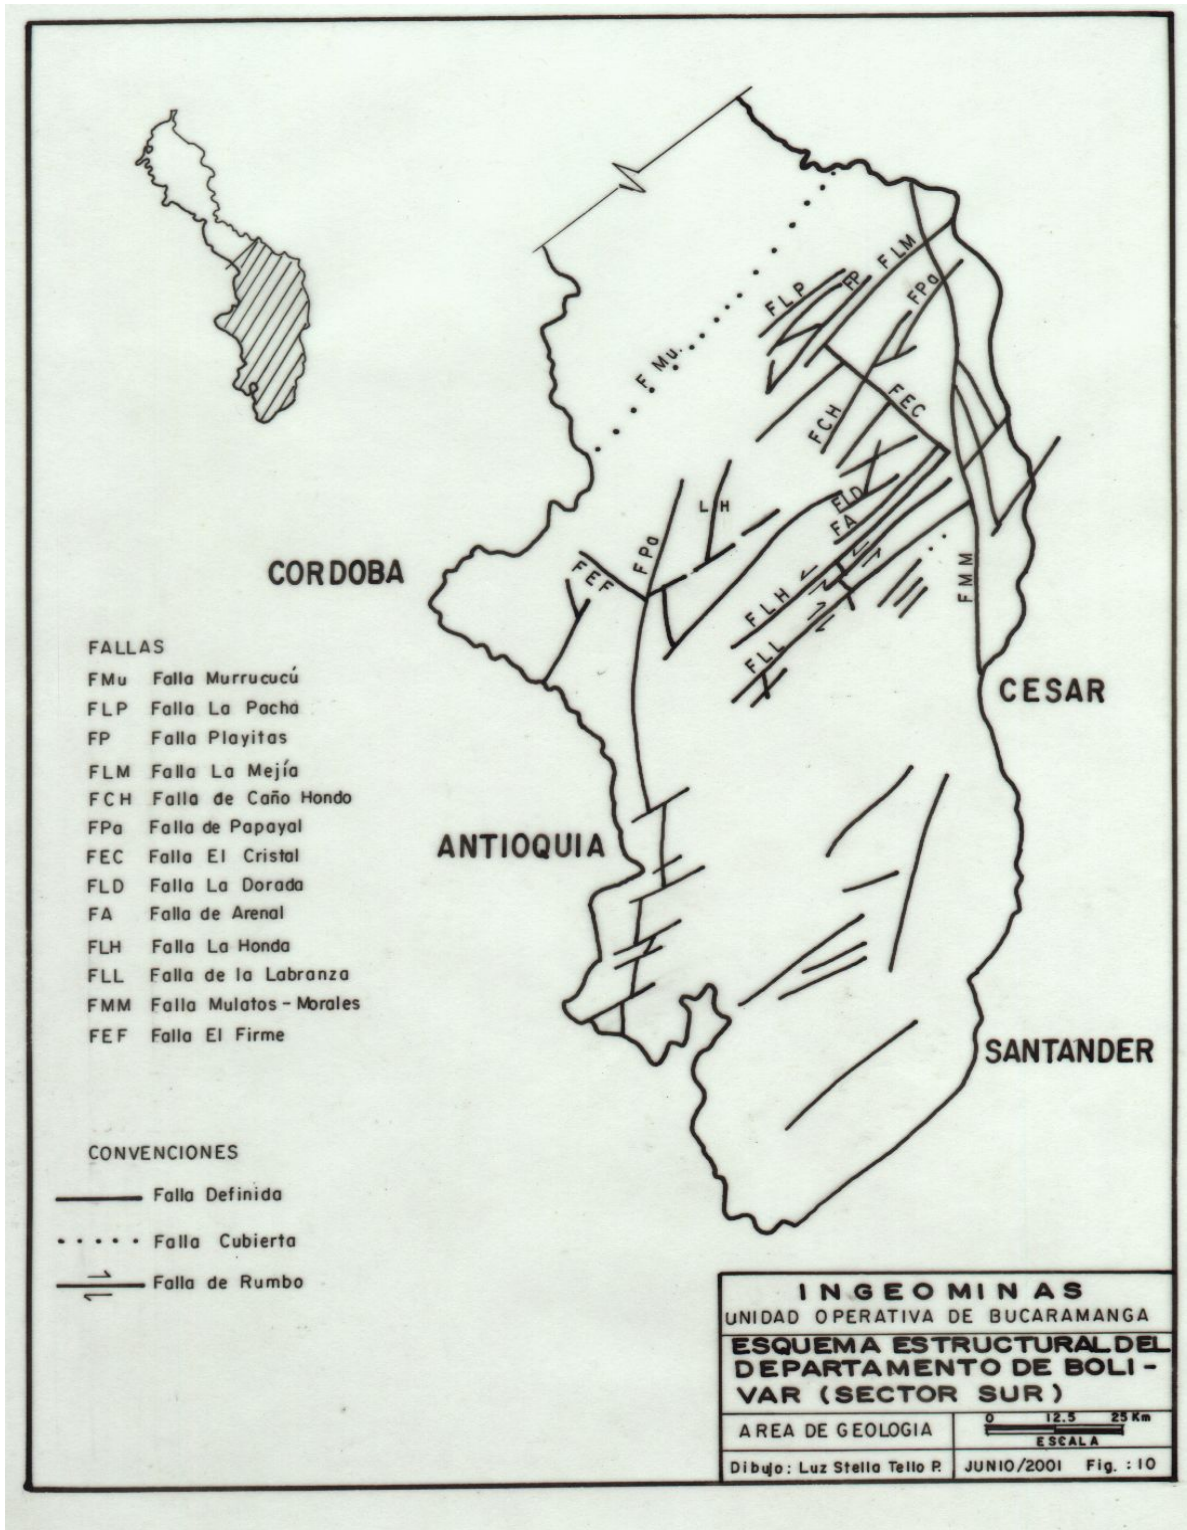 FLM
FLP
FP
FPa
F Mu.
FEC
FCH
LH
FLD
FA
FPa
FEF
CORDOBA
FMM
FLH
FLL
CESAR
ANTIOQUIA
SANTANDER
FALLAS
FMu Falla Murrucucú
FLP Falla La Pacha
FP Falla Playitas
FLM Falla La Mejía
FCH Falla de Caño Hondo
FPa Falla de Papayal
FEC Falla El Cristal
FLD Falla La Dorada
FA Falla de Arenal
FLH Falla La Honda
FLL Falla de la Labranza
FMM Falla Mulatos - Morales
FEF Falla El Firme
CONVENCIONES
Falla Definida
Falla Cubierta
Falla de Rumbo
INGEOMINAS
UNIDAD OPERATIVA DE BUCARAMANGA
ESQUEMA ESTRUCTURAL DEL
DEPARTAMENTO DE BOLI-
VAR (SECTOR SUR)
AREA DE GEOLOGIA
0 12.5 25 Km
ESCALA
Dibujo: Luz Stella Tello P.
JUNIO/2001 Fig.: 10